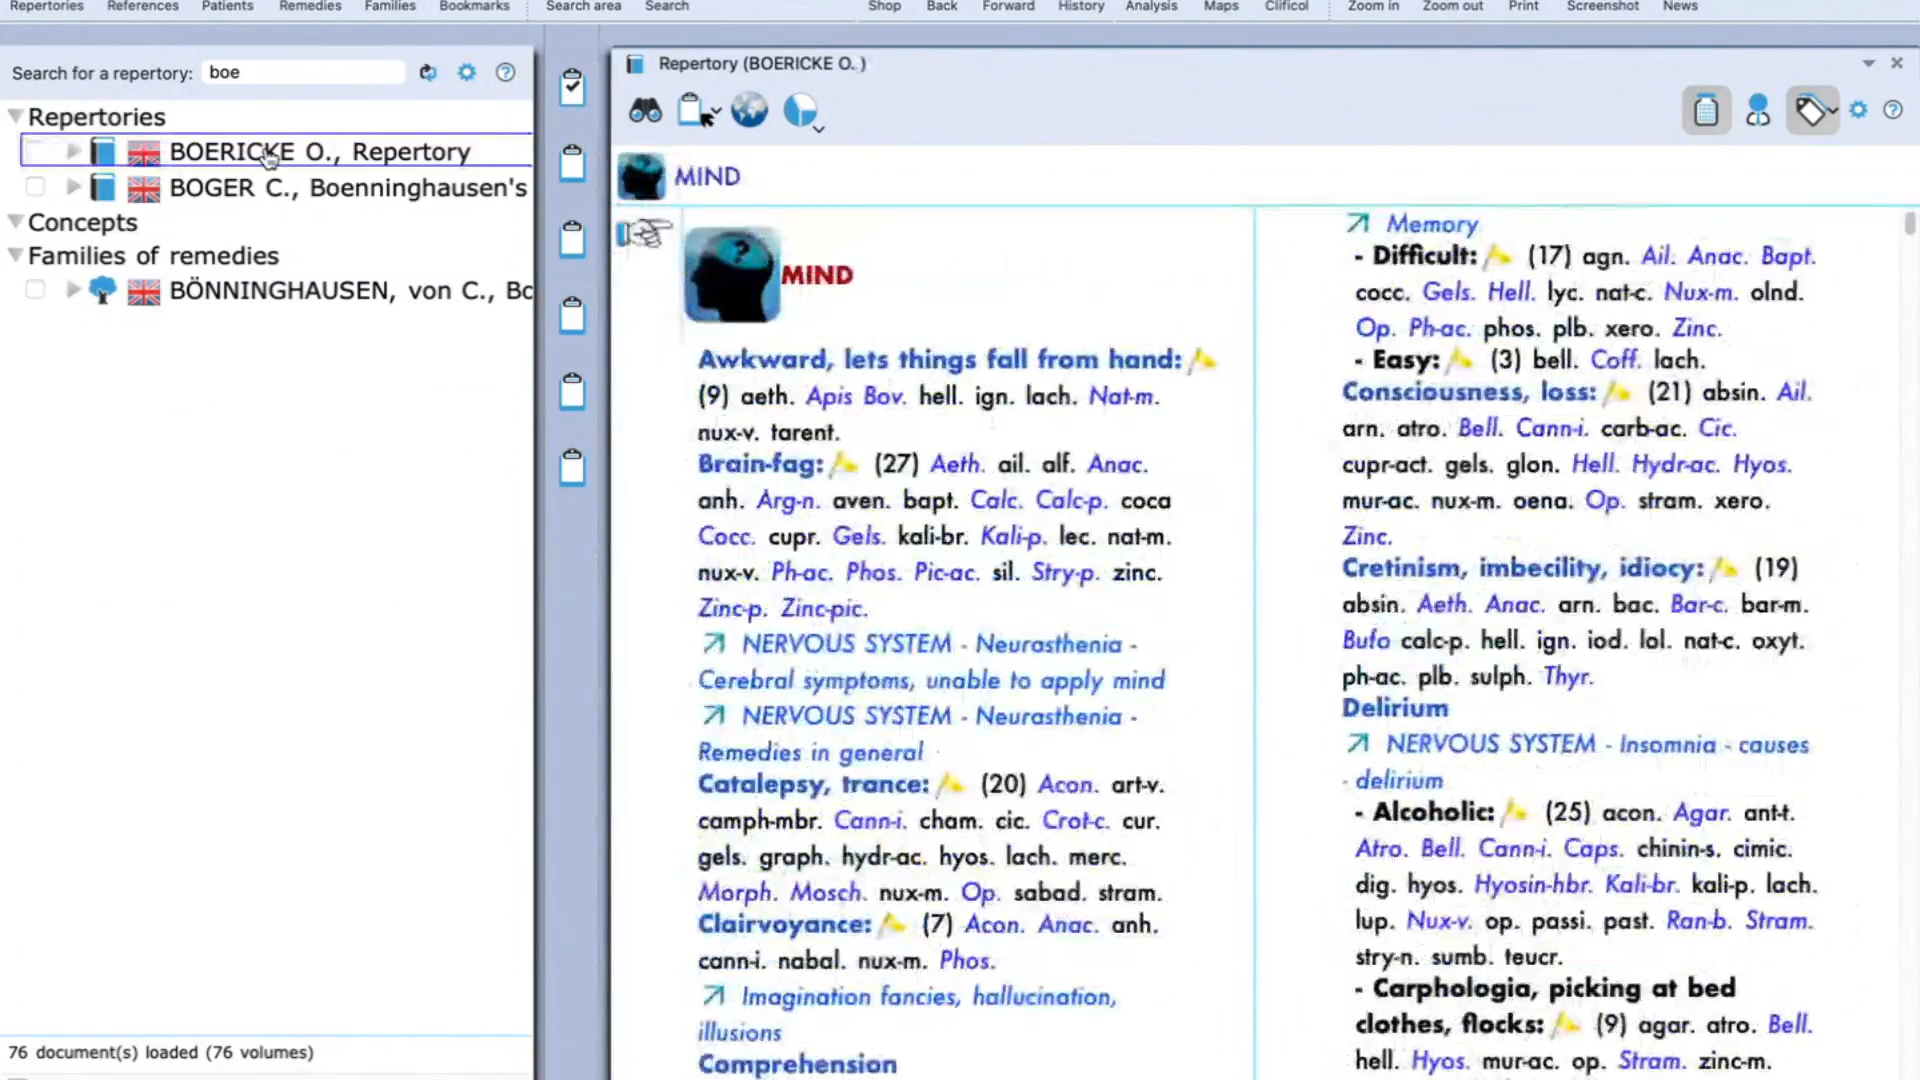 Repertories References Patients Remedies Families Bookmarks Search area Search Shop Back Forward History Analysis Maps Clificol Zoom in Zoom out Print Screenshot News
Search for a repertory: boe
Repertories
BOERICKE O., Repertory
BOGER C., Boenninghausen's
Concepts
Families of remedies
BÖNNINGHAUSEN, von C., Bo
76 document(s) loaded (76 volumes)
Repertory (BOERICKE O. )
MIND
MIND
Awkward, lets things fall from hand:
(9) aeth. Apis Bov. hell. ign. lach. Nat-m.
nux-v. tarent.
Brain-fag: (27) Aeth. ail. alf. Anac.
anh. Arg-n. aven. bapt. Calc. Calc-p. coca
Cocc. cupr. Gels. kali-br. Kali-p. lec. nat-m.
nux-v. Ph-ac. Phos. Pic-ac. sil. Stry-p. zinc.
Zinc-p. Zinc-pic.
NERVOUS SYSTEM - Neurasthenia -
Cerebral symptoms, unable to apply mind
NERVOUS SYSTEM - Neurasthenia -
Remedies in general
Catalepsy, trance: (20) Acon. art-v.
camph-mbr. Cann-i. cham. cic. Crot-c. cur.
gels. graph. hydr-ac. hyos. lach. merc.
Morph. Mosch. nux-m. Op. sabad. stram.
Clairvoyance: (7) Acon. Anac. anh.
cann-i. nabal. nux-m. Phos.
Imagination fancies, hallucination,
illusions
Comprehension
Memory
- Difficult: (17) agn. Ail. Anac. Bapt.
cocc. Gels. Hell. lyc. nat-c. Nux-m. olnd.
Op. Ph-ac. phos. plb. xero. Zinc.
- Easy: (3) bell. Coff. lach.
Consciousness, loss: (21) absin. Ail.
arn. atro. Bell. Cann-i. carb-ac. Cic.
cupr-act. gels. glon. Hell. Hydr-ac. Hyos.
mur-ac. nux-m. oena. Op. stram. xero.
Zinc.
Cretinism, imbecility, idiocy: (19)
absin. Aeth. Anac. arn. bac. Bar-c. bar-m.
Bufo calc-p. hell. ign. iod. lol. nat-c. oxyt.
ph-ac. plb. sulph. Thyr.
Delirium
NERVOUS SYSTEM - Insomnia - causes
- delirium
- Alcoholic: (25) acon. Agar. ant-t.
Atro. Bell. Cann-i. Caps. chinin-s. cimic.
dig. hyos. Hyosin-hbr. Kali-br. kali-p. lach.
lup. Nux-v. op. passi. past. Ran-b. Stram.
stry-n. sumb. teucr.
- Carphologia, picking at bed
clothes, flocks: (9) agar. atro. Bell.
hell. Hyos. mur-ac. op. Stram. zinc-m.